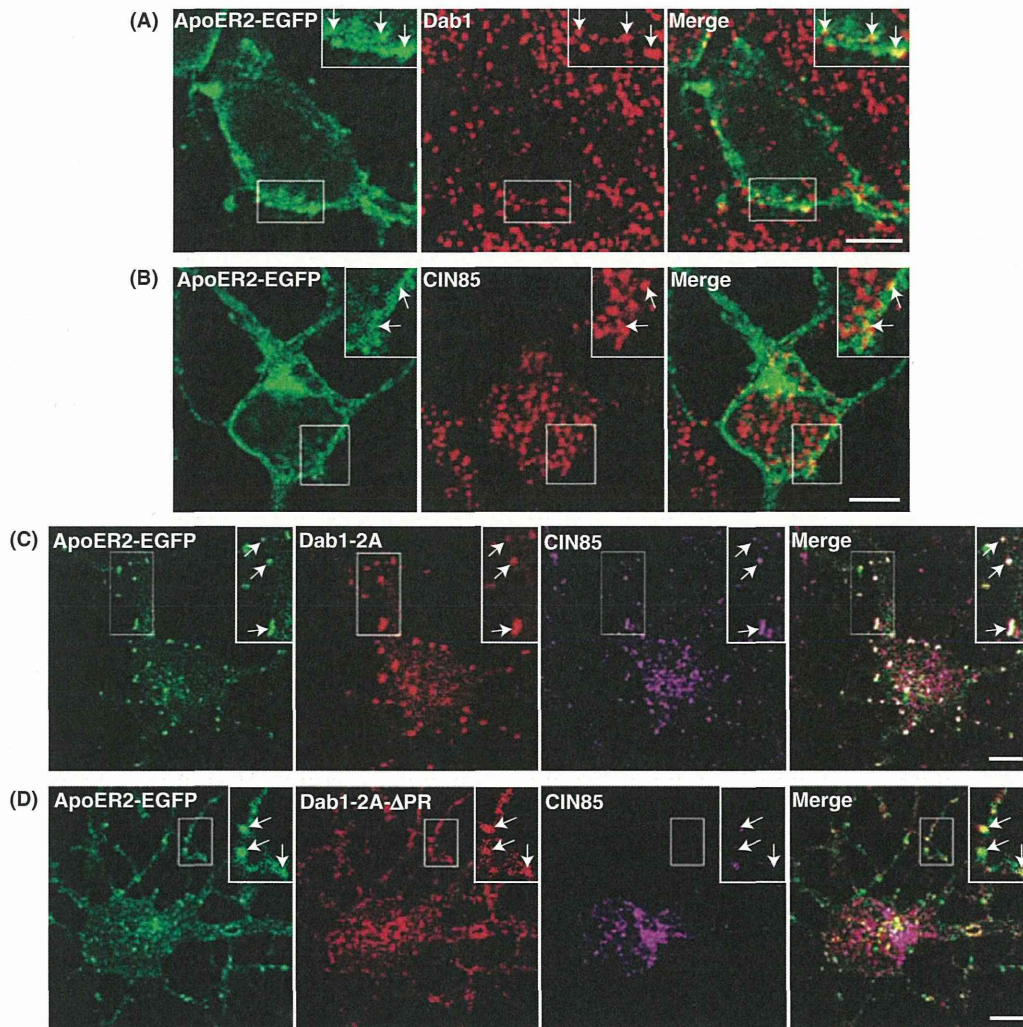 (A) ApoER2-EGFP Dab1 Merge
(B) ApoER2-EGFP CIN85 Merge
(C) ApoER2-EGFP Dab1-2A CIN85 Merge
(D) ApoER2-EGFP Dab1-2A-ΔPR CIN85 Merge